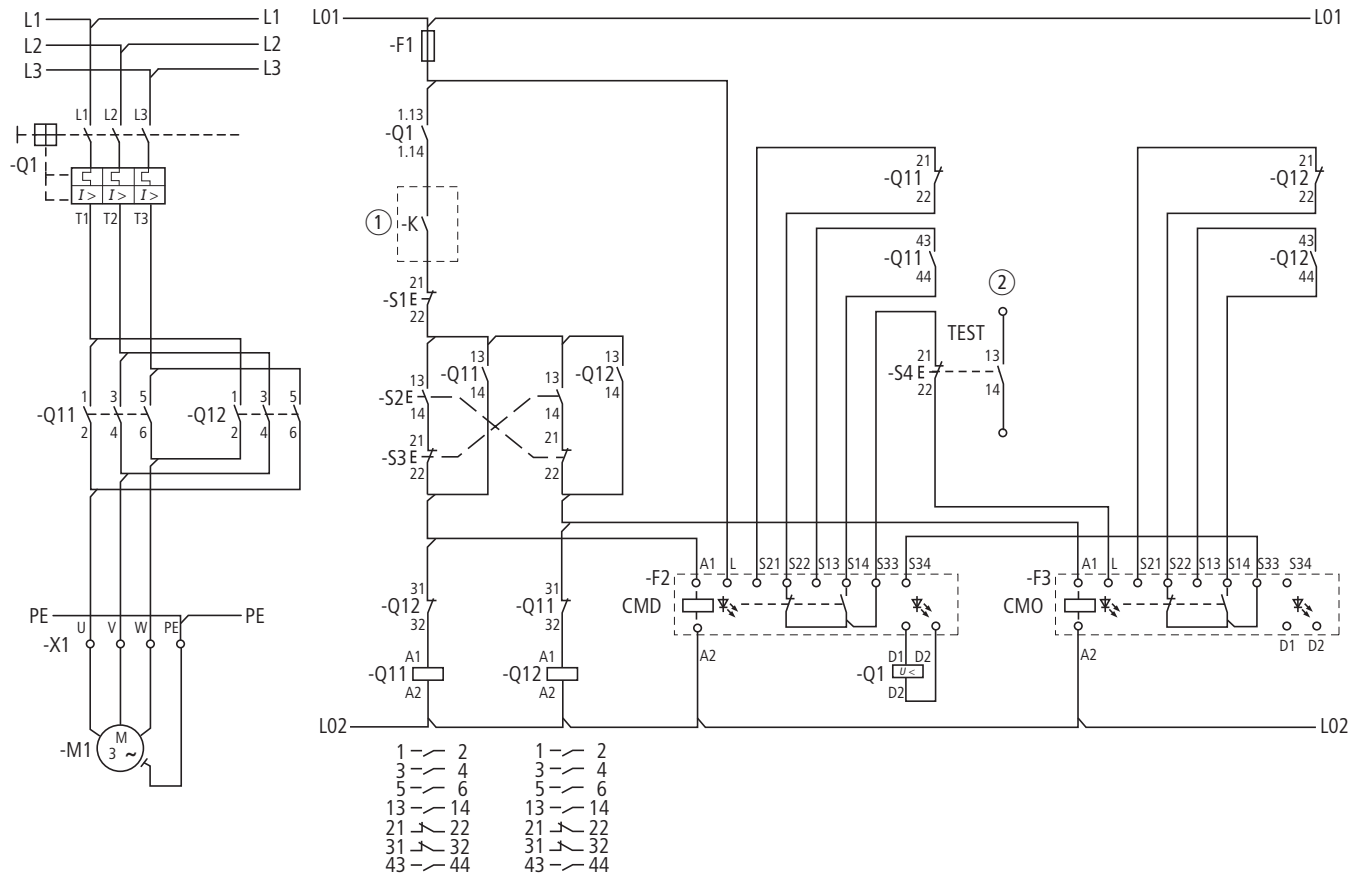 L1 L1
L2 L2
L3 L3
L1 L2 L3
-Q1
I > I > I >
T1 T2 T3
1 3 5 1 3 5
-Q11 -Q12
2 4 6 2 4 6
PE PE
U V W PE
-X1
M
3 ~
-M1
L01 L01
-F1
1.13
-Q1
1.14
1 -K
21
-S1 E
22
13 13 13 13
-Q11 -Q12
-S2 E
14 14 14 14
21 21
-S3 E
22 22
31 31
-Q12 -Q11
32 32
A1 A1
-Q11 -Q12
A2 A2
L02 L02
21 21
-Q11 -Q12
22 22
43 43
-Q11 -Q12
44 44
2
TEST
21 13
-S4 E
22 14
A1 L S21 S22 S13 S14 S33 S34
-F2
CMD
A2
D1 D2
-Q1 U <
D2
A1 L S21 S22 S13 S14 S33 S34
-F3
CMO
A2
D1 D2
1 2 1 2
3 4 3 4
5 6 5 6
13 14 13 14
21 22 21 22
31 32 31 32
43 44 43 44